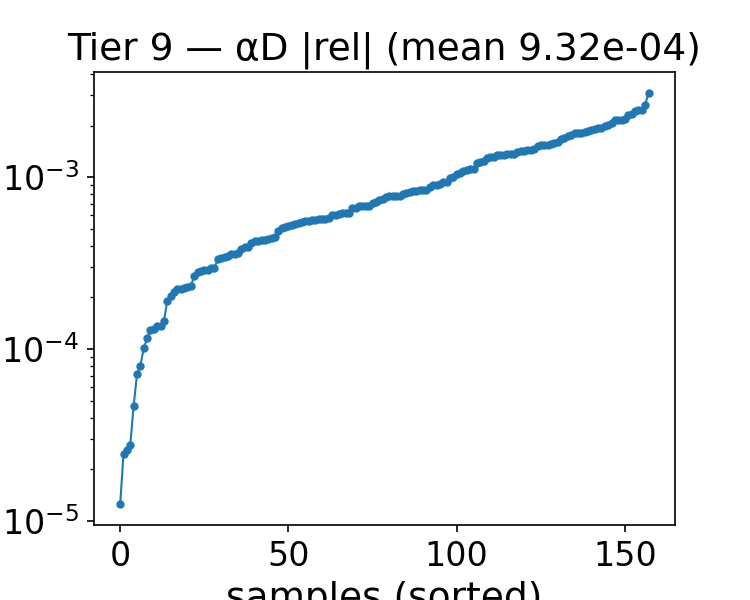 Tier 9 — αD |rel| (mean 9.32e-04)
10⁻³
10⁻⁴
10⁻⁵
0 50 100 150
samples (sorted)